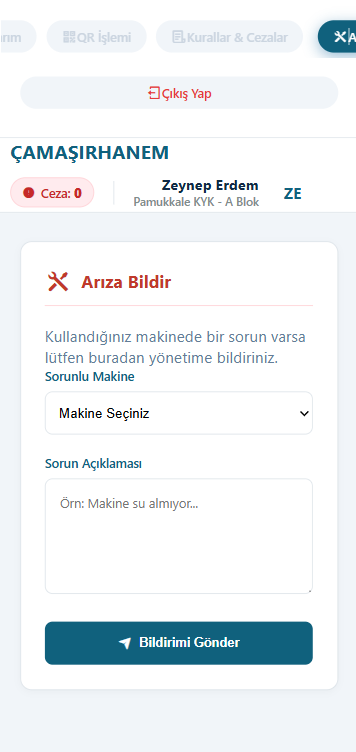 QR İşlemi
Kurallar & Cezalar
Çıkış Yap
ÇAMAŞIRHANEM
Ceza: 0
Zeynep Erdem
Pamukkale KYK - A Blok
ZE
Arıza Bildir
Kullandığınız makinede bir sorun varsa
lütfen buradan yönetime bildiriniz.
Sorunlu Makine
Makine Seçiniz
Sorun Açıklaması
Örn: Makine su almıyor...
Bildirimi Gönder